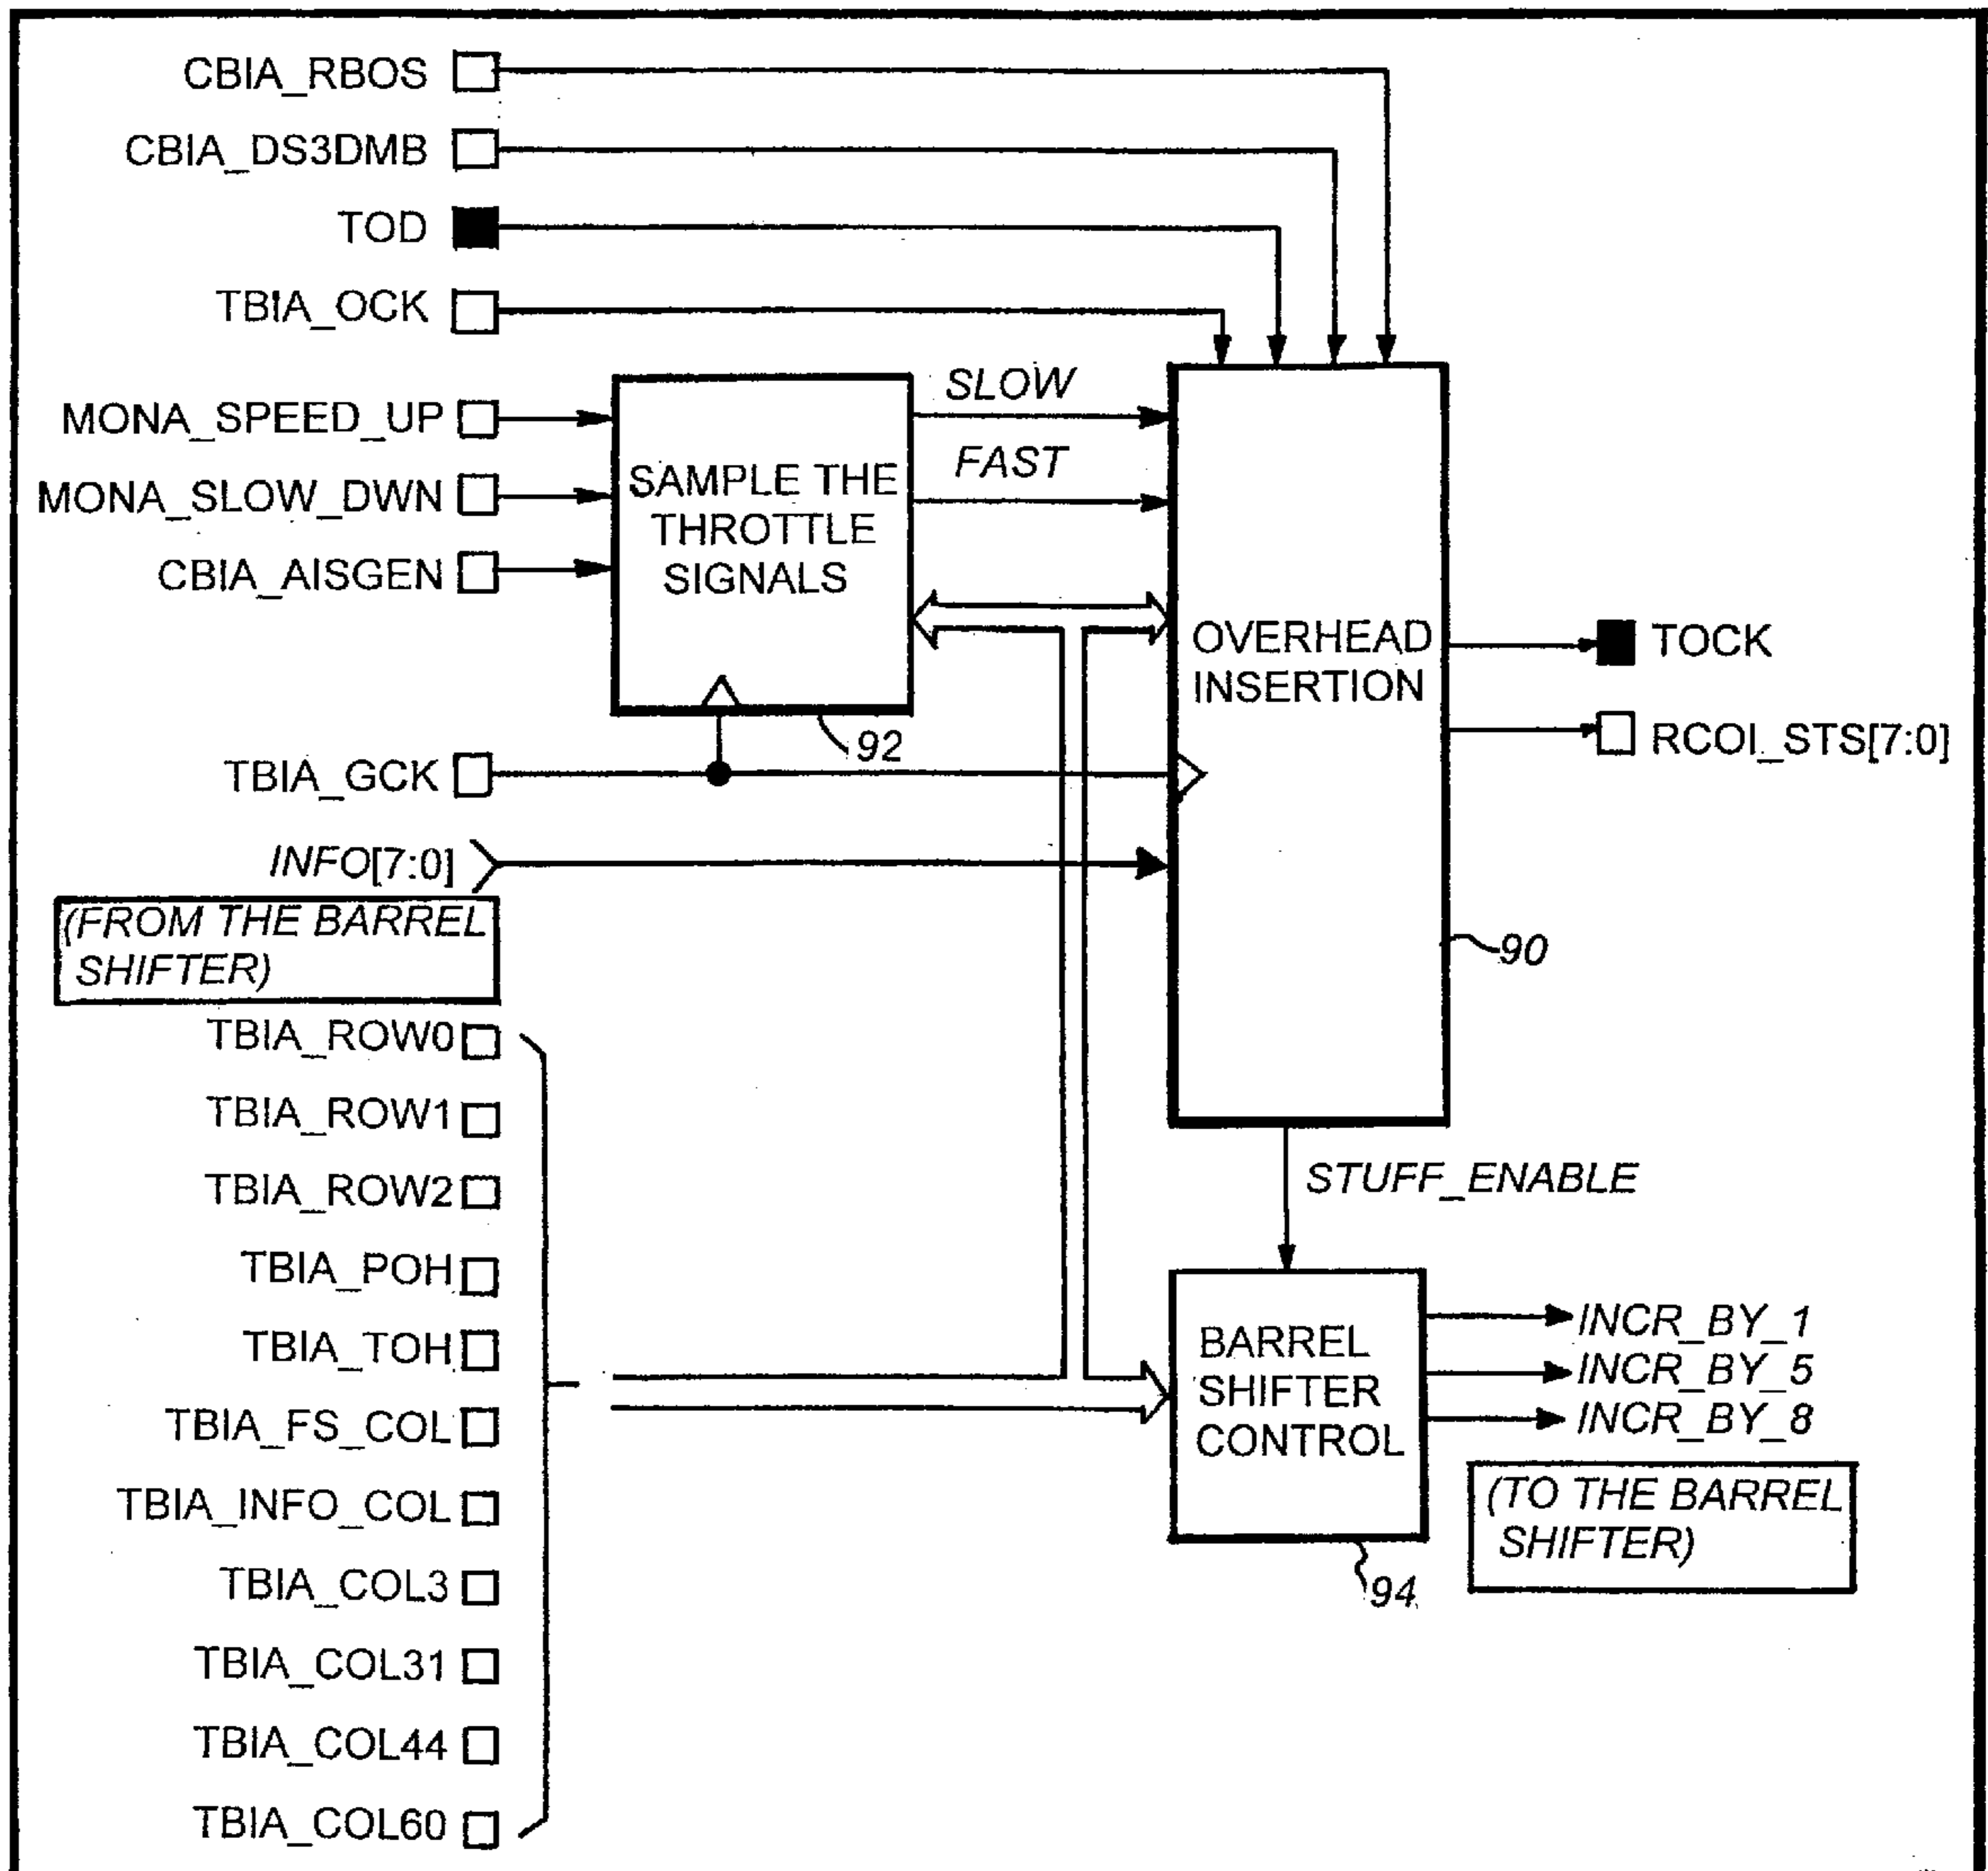 CBIA_RBOS
CBIA_DS3DMB
TOD
TBIA_OCK
MONA_SPEED_UP
MONA_SLOW_DWN
CBIA_AISGEN
SAMPLE THE
THROTTLE
SIGNALS
92
SLOW
FAST
OVERHEAD
INSERTION
90
TOCK
RCOI_STS[7:0]
TBIA_GCK
INFO[7:0]
(FROM THE BARREL
SHIFTER)
TBIA_ROW0
TBIA_ROW1
TBIA_ROW2
TBIA_POH
TBIA_TOH
TBIA_FS_COL
TBIA_INFO_COL
TBIA_COL3
TBIA_COL31
TBIA_COL44
TBIA_COL60
STUFF_ENABLE
BARREL
SHIFTER
CONTROL
94
INCR_BY_1
INCR_BY_5
INCR_BY_8
(TO THE BARREL
SHIFTER)